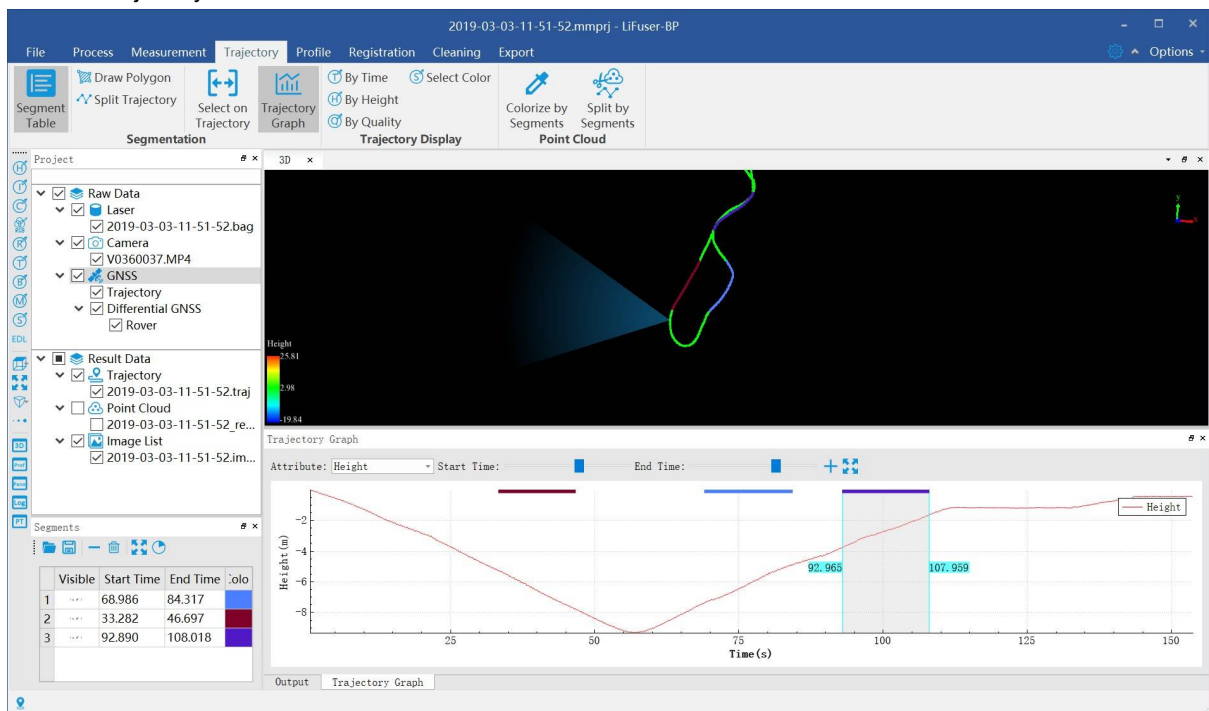 2019-03-03-11-51-52.mmprj - LiFuser-BP
File Process Measurement Trajectory Profile Registration Cleaning Export Options
Segment Table
Draw Polygon
Split Trajectory
Select on Trajectory
Segmentation
Trajectory Graph
By Time Select Color
By Height
By Quality
Trajectory Display
Colorize by Segments
Split by Segments
Point Cloud
Project
Raw Data
Laser
2019-03-03-11-51-52.bag
Camera
V0360037.MP4
GNSS
Trajectory
Differential GNSS
Rover
EDL
Result Data
Trajectory
2019-03-03-11-51-52.traj
Point Cloud
2019-03-03-11-51-52_re...
Image List
2019-03-03-11-51-52.im...
3D
Prof
Log
PT
Segments
Visible Start Time End Time Colo
1 68.986 84.317
2 33.282 46.697
3 92.890 108.018
3D
y
x
Height
25.81
2.98
-19.84
Trajectory Graph
Attribute: Height Start Time: End Time:
Height
Height(m)
-2
-4
-6
-8
92.965 107.959
25 50 75 100 125 150
Time(s)
Output Trajectory Graph